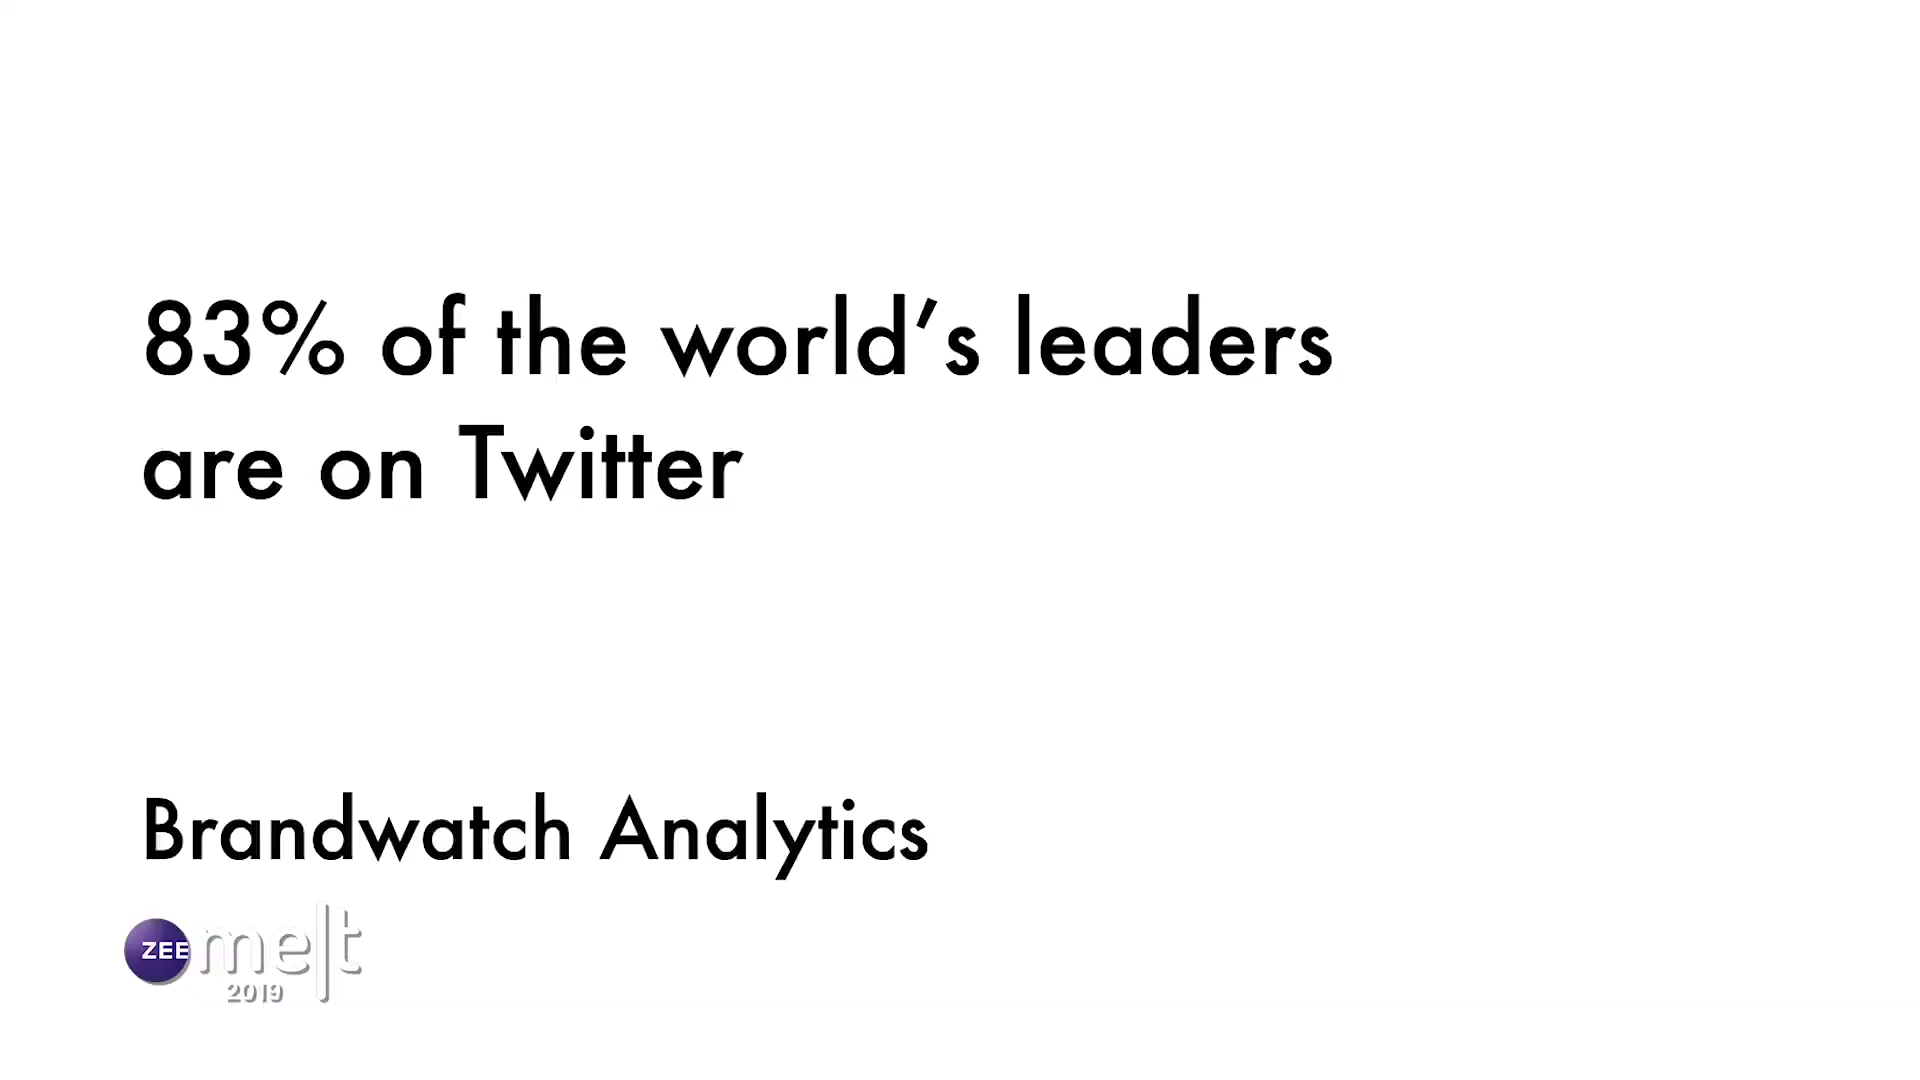 83% of the world’s leaders
are on Twitter
Brandwatch Analytics
ZEE melt
2019